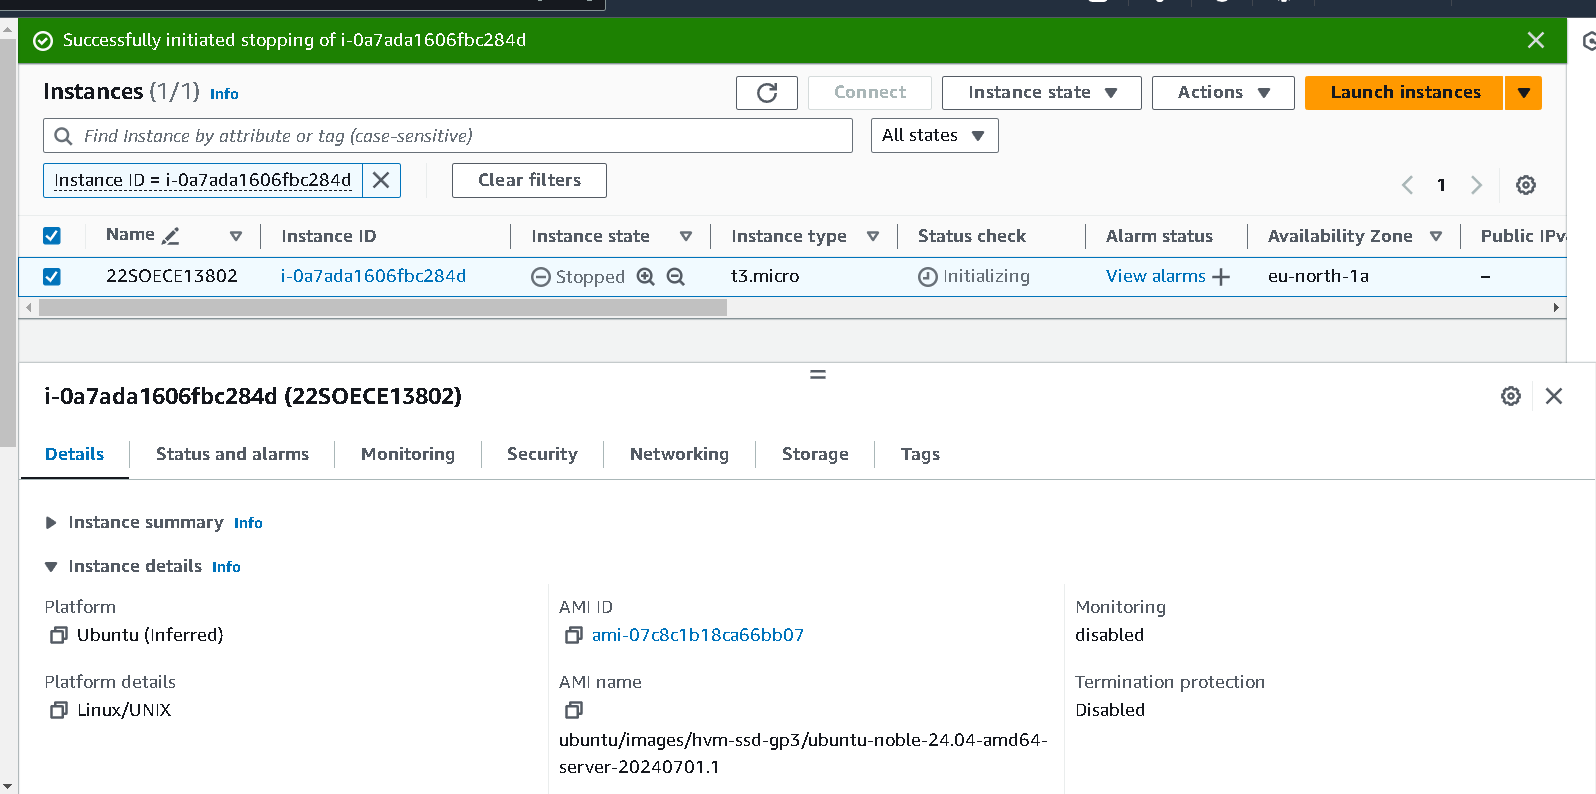 Successfully initiated stopping of i-0a7ada1606fbc284d
Instances (1/1) Info
Connect
Instance state
Actions
Launch instances
Find Instance by attribute or tag (case-sensitive)
All states
Instance ID = i-0a7ada1606fbc284d
Clear filters
1
Name Instance ID Instance state Instance type Status check Alarm status Availability Zone Public IPv
22SOECE13802 i-0a7ada1606fbc284d Stopped t3.micro Initializing View alarms + eu-north-1a –
i-0a7ada1606fbc284d (22SOECE13802)
Details Status and alarms Monitoring Security Networking Storage Tags
Instance summary Info
Instance details Info
Platform
Ubuntu (Inferred)
AMI ID
ami-07c8c1b18ca66bb07
Monitoring
disabled
Platform details
Linux/UNIX
AMI name
ubuntu/images/hvm-ssd-gp3/ubuntu-noble-24.04-amd64-
server-20240701.1
Termination protection
Disabled